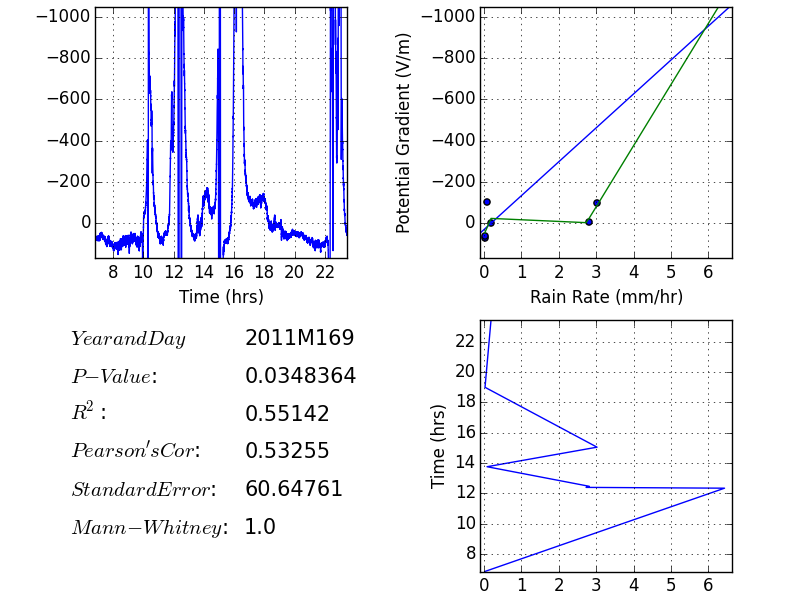 −1000
−800
−600
−400
−200
0
8 10 12 14 16 18 20 22
Time (hrs)
Potential Gradient (V/m)
−1000
−800
−600
−400
−200
0
0 1 2 3 4 5 6
Rain Rate (mm/hr)
YearandDay 2011M169
P−Value: 0.0348364
R²: 0.55142
Pearson'sCor: 0.53255
StandardError: 60.64761
Mann−Whitney: 1.0
Time (hrs)
22
20
18
16
14
12
10
8
0 1 2 3 4 5 6